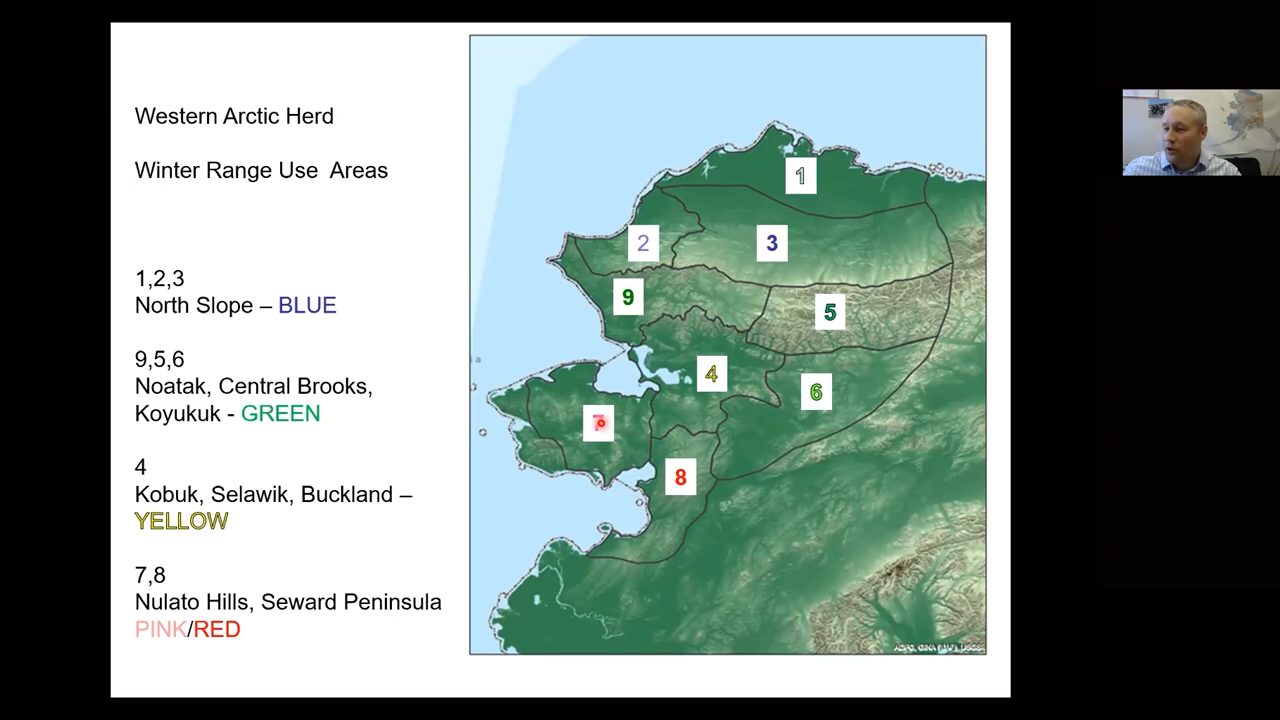 Western Arctic Herd
Winter Range Use Areas
1,2,3
North Slope – BLUE
9,5,6
Noatak, Central Brooks,
Koyukuk - GREEN
4
Kobuk, Selawik, Buckland –
YELLOW
7,8
Nulato Hills, Seward Peninsula
PINK/RED
1
2
3
9
5
4
6
7
8